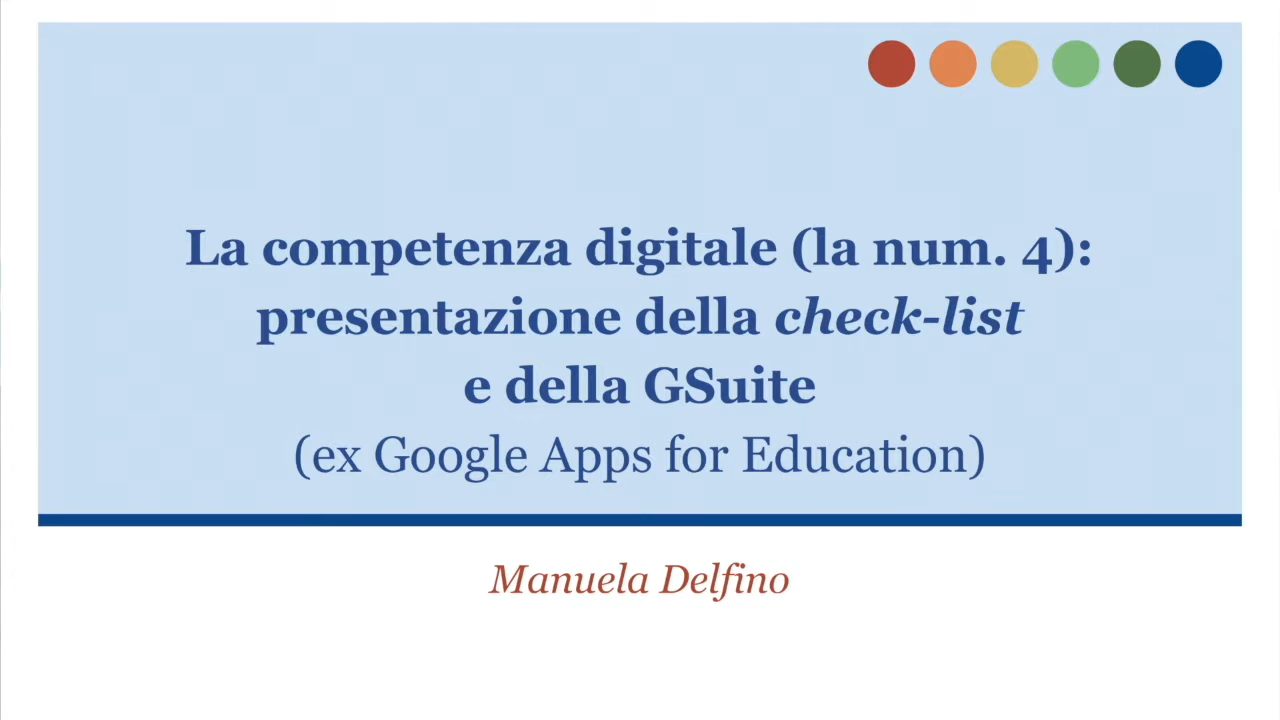 La competenza digitale (la num. 4):
presentazione della check-list
e della GSuite
(ex Google Apps for Education)
Manuela Delfino